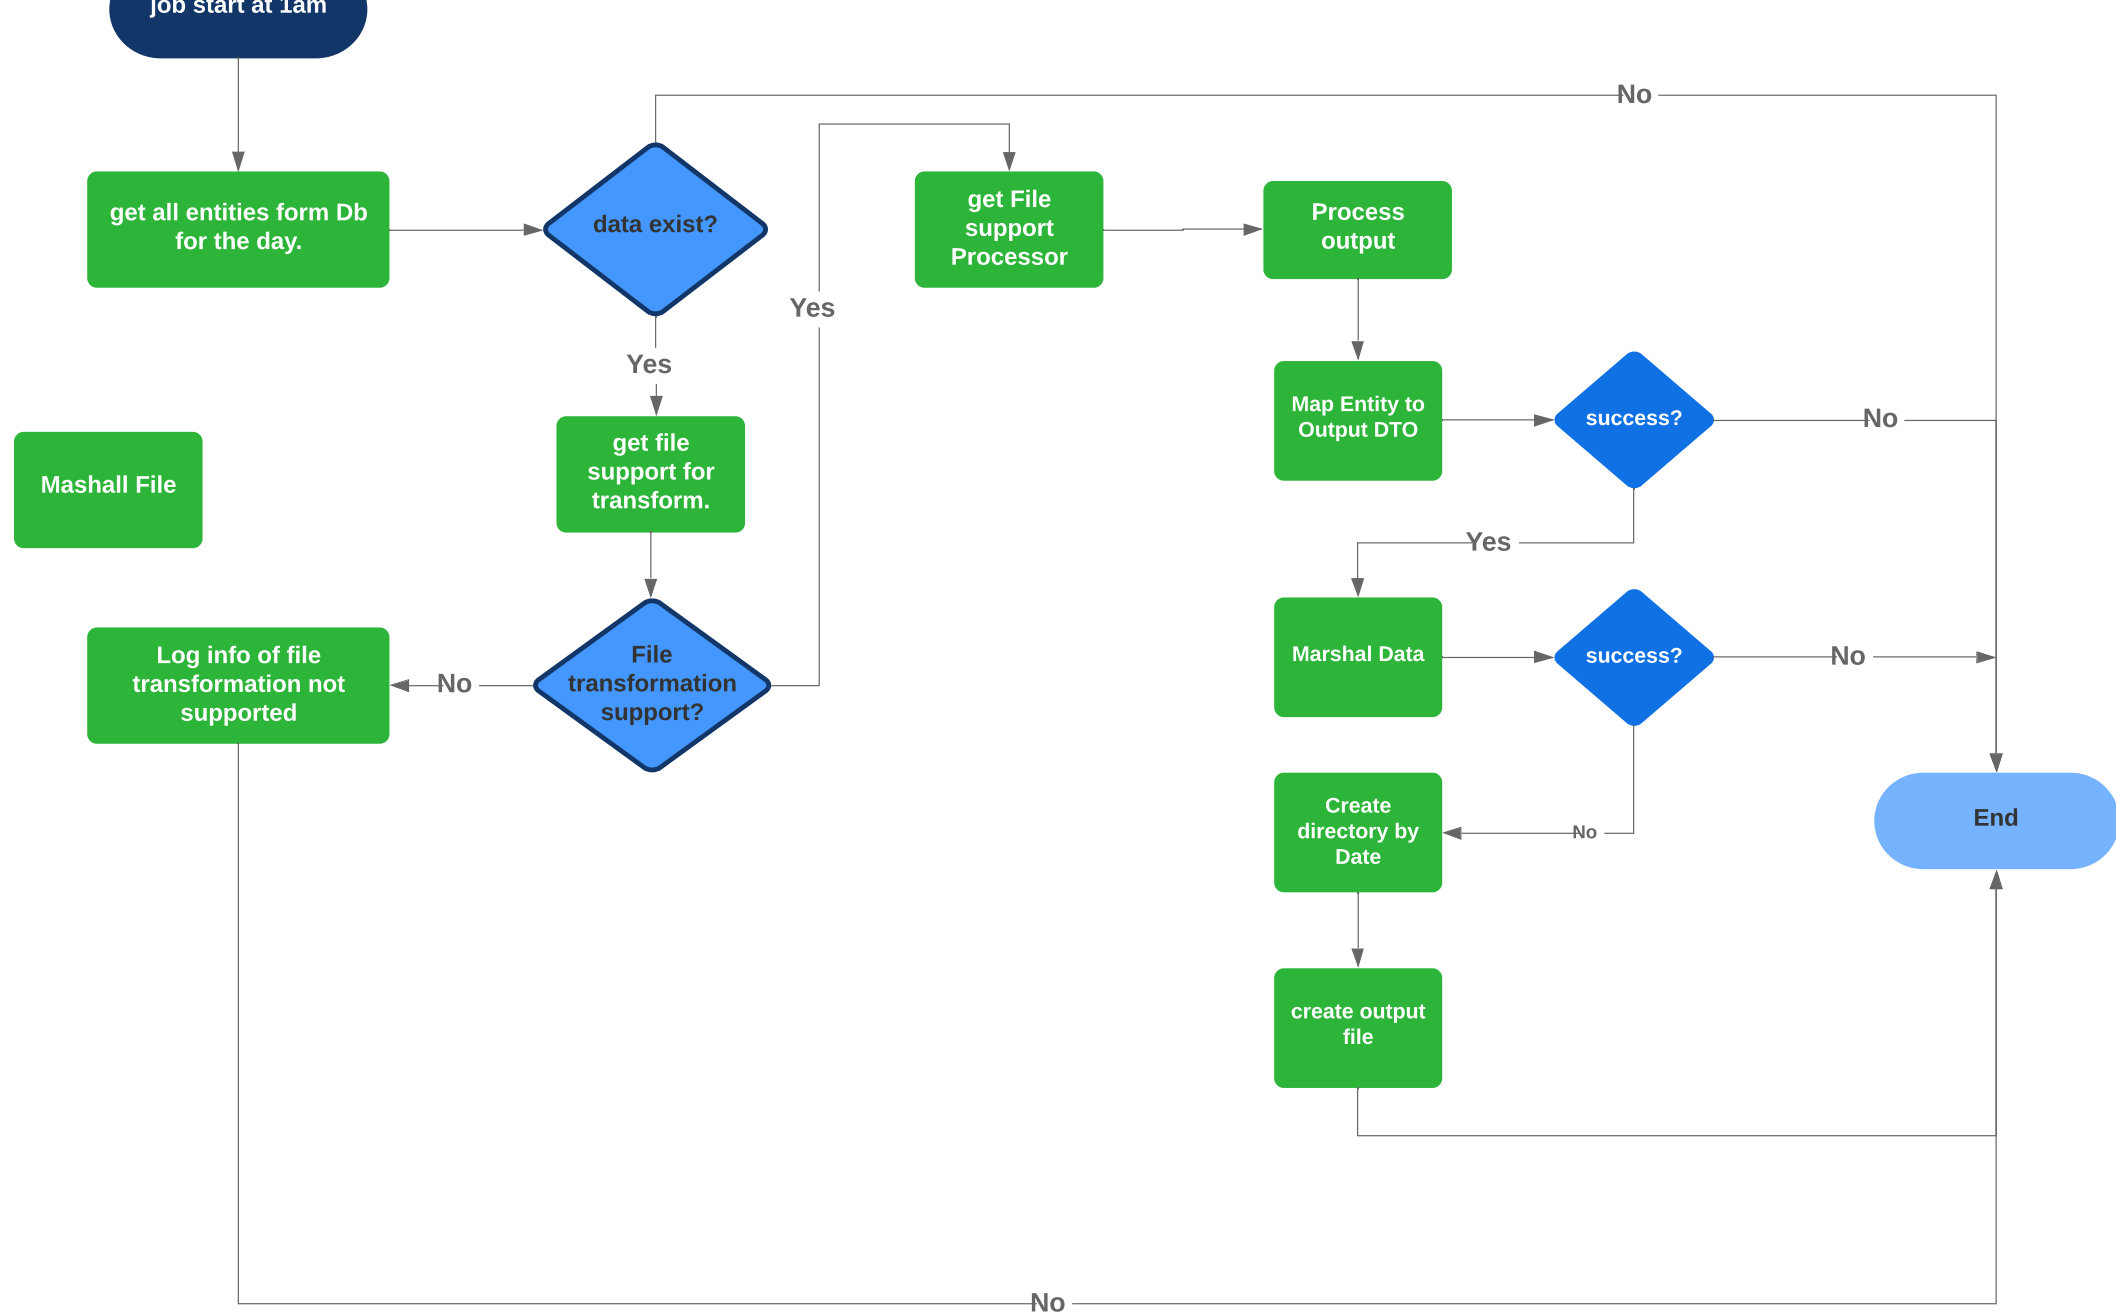 job start at 1am
No
get all entities form Db
for the day.
data exist?
get File
support
Processor
Process
output
Yes
Yes
Map Entity to
Output DTO
success?
No
get file
support for
transform.
Mashall File
Yes
Log info of file
transformation not
supported
No
File
transformation
support?
Marshal Data
success?
No
Create
directory by
Date
No
End
create output
file
No